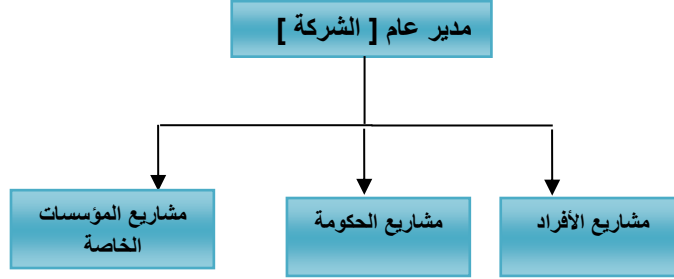 مدير عام [ الشركة ]
مشاريع الأفراد
مشاريع الحكومة
مشاريع المؤسسات
الخاصة